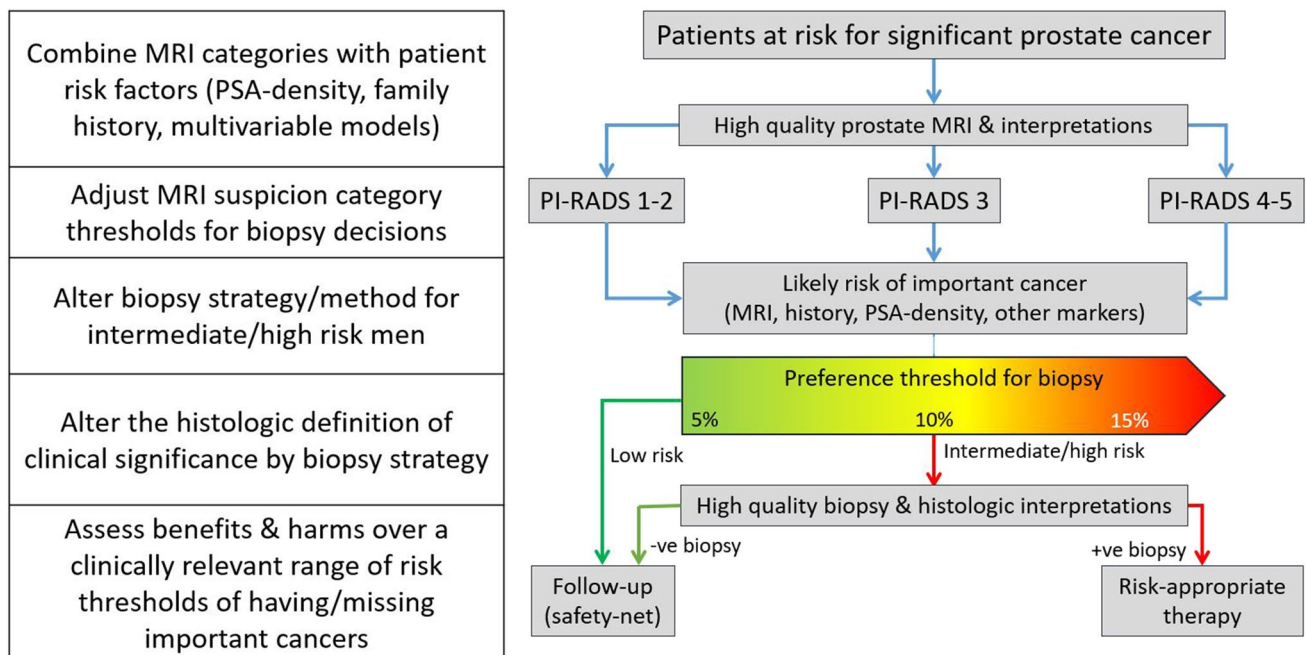 Combine MRI categories with patient
risk factors (PSA-density, family
history, multivariable models)
Adjust MRI suspicion category
thresholds for biopsy decisions
Alter biopsy strategy/method for
intermediate/high risk men
Alter the histologic definition of
clinical significance by biopsy strategy
Assess benefits & harms over a
clinically relevant range of risk
thresholds of having/missing
important cancers
Patients at risk for significant prostate cancer
High quality prostate MRI & interpretations
PI-RADS 1-2
PI-RADS 3
PI-RADS 4-5
Likely risk of important cancer
(MRI, history, PSA-density, other markers)
Preference threshold for biopsy
5%
10%
15%
Low risk
Intermediate/high risk
High quality biopsy & histologic interpretations
-ve biopsy
+ve biopsy
Follow-up
(safety-net)
Risk-appropriate
therapy